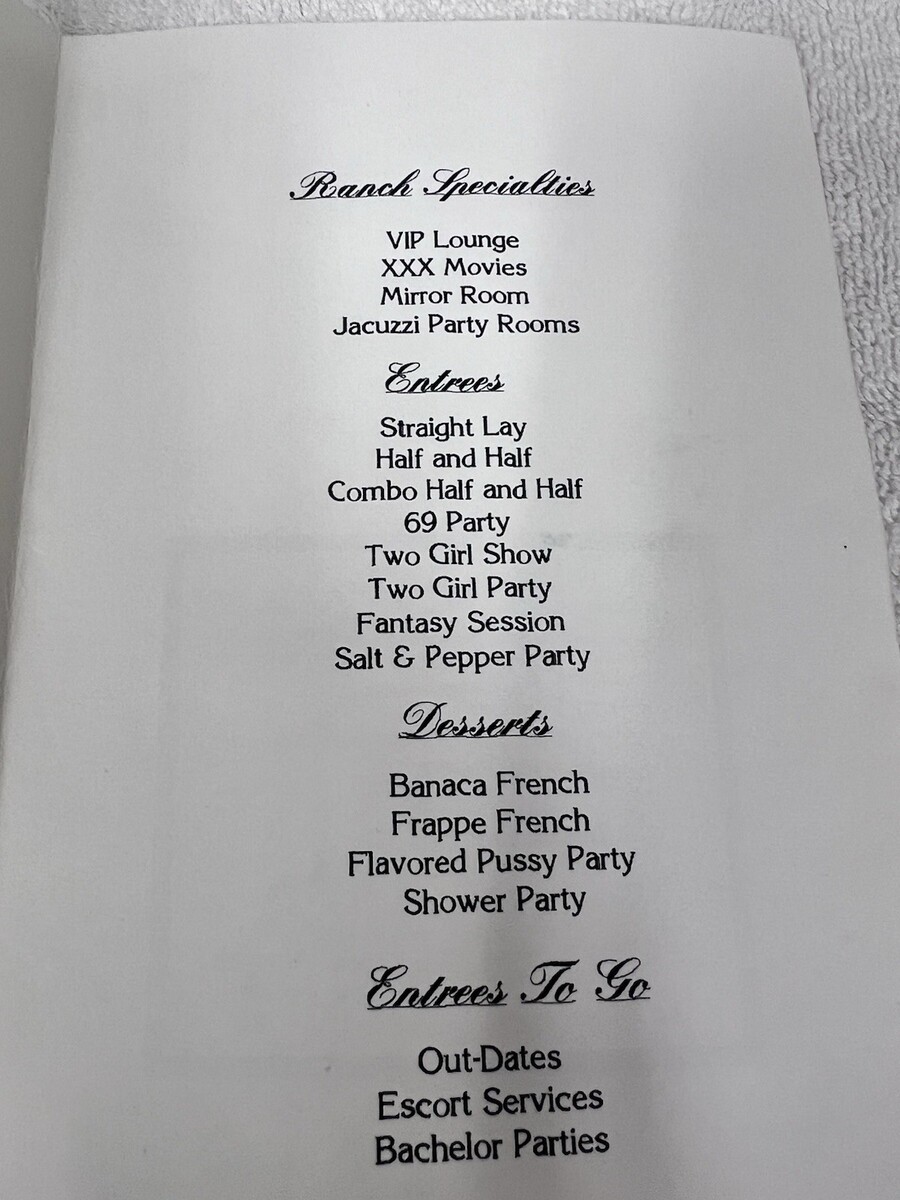 Ranch Specialties
VIP Lounge
XXX Movies
Mirror Room
Jacuzzi Party Rooms
Entrees
Straight Lay
Half and Half
Combo Half and Half
69 Party
Two Girl Show
Two Girl Party
Fantasy Session
Salt & Pepper Party
Desserts
Banaca French
Frappe French
Flavored Pussy Party
Shower Party
Entrees To Go
Out-Dates
Escort Services
Bachelor Parties